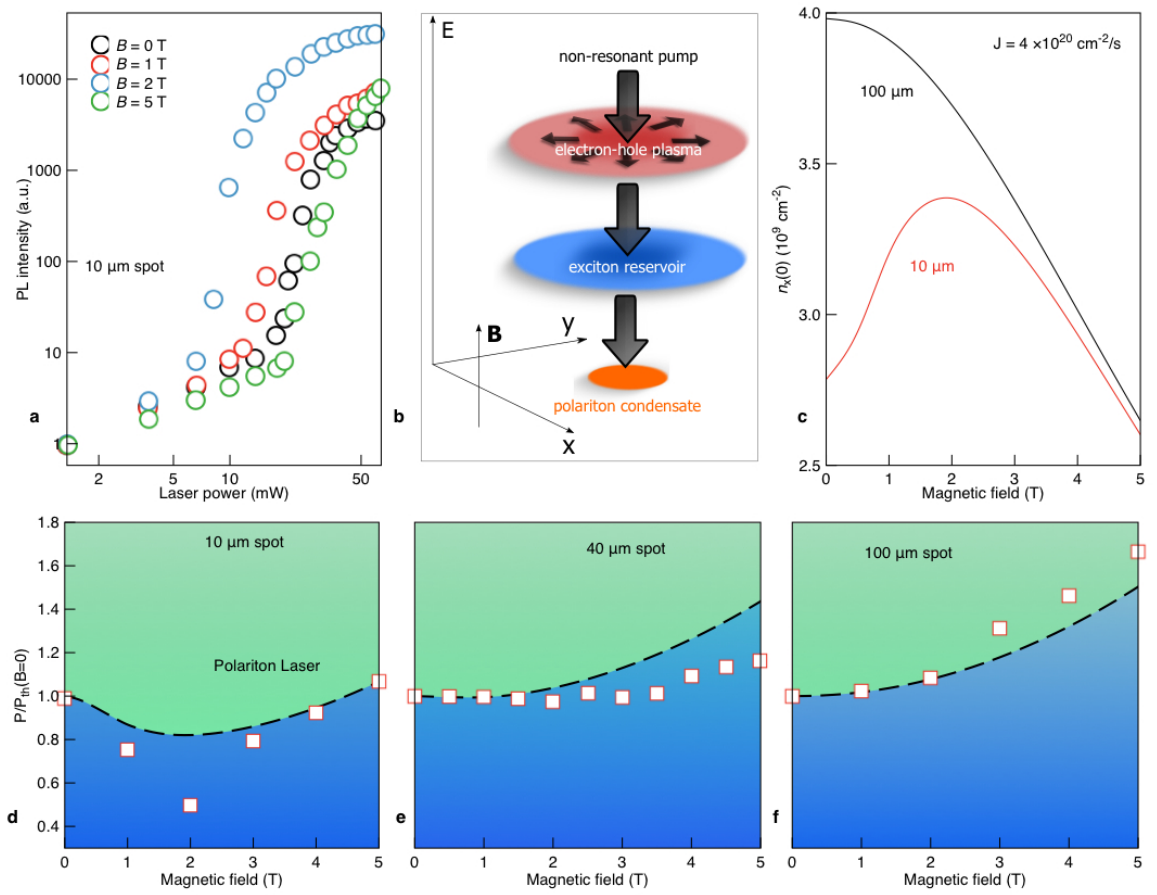 B = 0 T
B = 1 T
B = 2 T
B = 5 T
10000
1000
100
10
1
PL intensity (a.u.)
10 µm spot
a
2
5
10
50
Laser power (mW)
E
non-resonant pump
electron-hole plasma
exciton reservoir
B
y
x
polariton condensate
b
4.0
3.5
3.0
2.5
nₓ(0) (10⁹ cm⁻²)
J = 4 ×10²⁰ cm⁻²/s
100 µm
10 µm
c
0
1
2
3
4
5
Magnetic field (T)
1.8
1.6
1.4
1.2
1.0
0.8
0.6
0.4
P/Pth(B=0)
10 µm spot
Polariton Laser
d
0
1
2
3
4
5
Magnetic field (T)
40 µm spot
e
0
1
2
3
4
5
Magnetic field (T)
100 µm spot
f
0
1
2
3
4
5
Magnetic field (T)